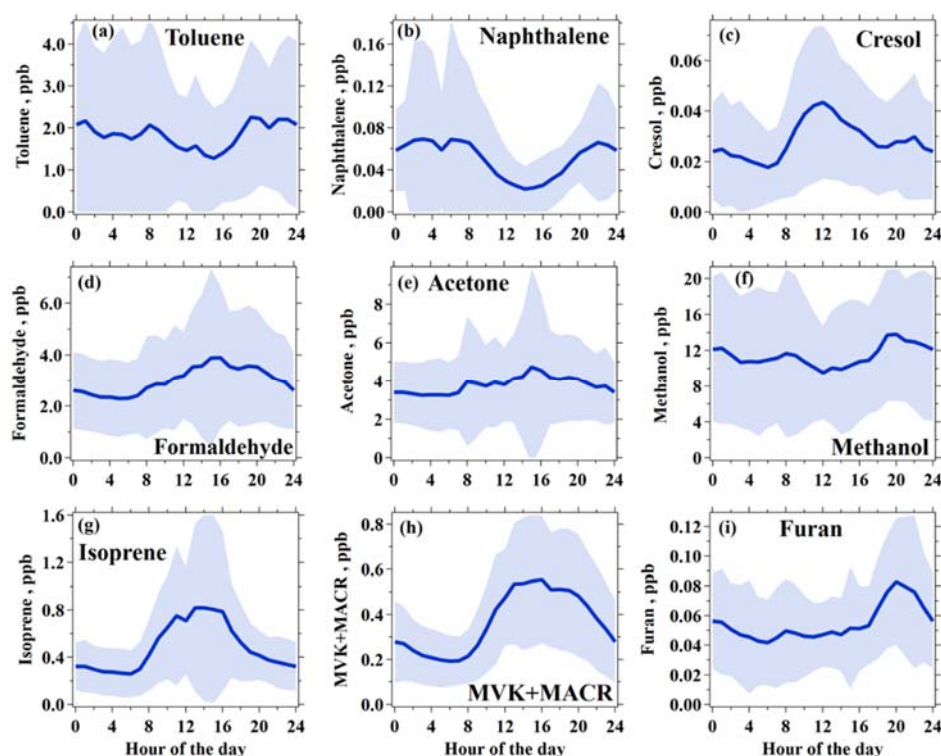 (a) Toluene
Toluene , ppb
4.0
3.0
2.0
1.0
0.0
0 4 8 12 16 20 24
(b) Naphthalene
Naphthalene , ppb
0.16
0.12
0.08
0.04
0.00
0 4 8 12 16 20 24
(c) Cresol
Cresol , ppb
0.06
0.04
0.02
0.00
0 4 8 12 16 20 24
(d)
Formaldehyde , ppb
6.0
4.0
2.0
0.0
Formaldehyde
0 4 8 12 16 20 24
(e) Acetone
Acetone , ppb
8
6
4
2
0
0 4 8 12 16 20 24
(f)
Methanol , ppb
20
16
12
8
4
0
Methanol
0 4 8 12 16 20 24
(g)
Isoprene
Isoprene , ppb
1.6
1.2
0.8
0.4
0.0
0 4 8 12 16 20 24
Hour of the day
(h)
MVK+MACR , ppb
0.8
0.6
0.4
0.2
0.0
MVK+MACR
0 4 8 12 16 20 24
Hour of the day
(i) Furan
Furan , ppb
0.12
0.10
0.08
0.06
0.04
0.02
0.00
0 4 8 12 16 20 24
Hour of the day